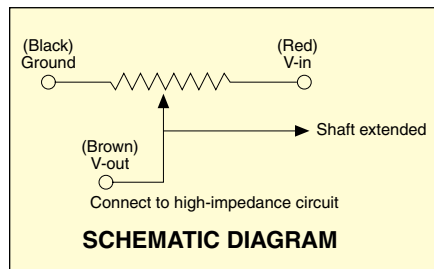 (Black)
Ground
(Red)
V-in
Shaft extended
(Brown)
V-out
Connect to high-impedance circuit
SCHEMATIC DIAGRAM